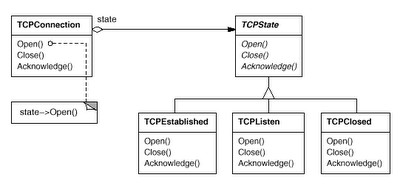 TCPConnection
Open()
Close()
Acknowledge()
state
TCPState
Open()
Close()
Acknowledge()
state->Open()
TCPEstablished
Open()
Close()
Acknowledge()
TCPListen
Open()
Close()
Acknowledge()
TCPClosed
Open()
Close()
Acknowledge()